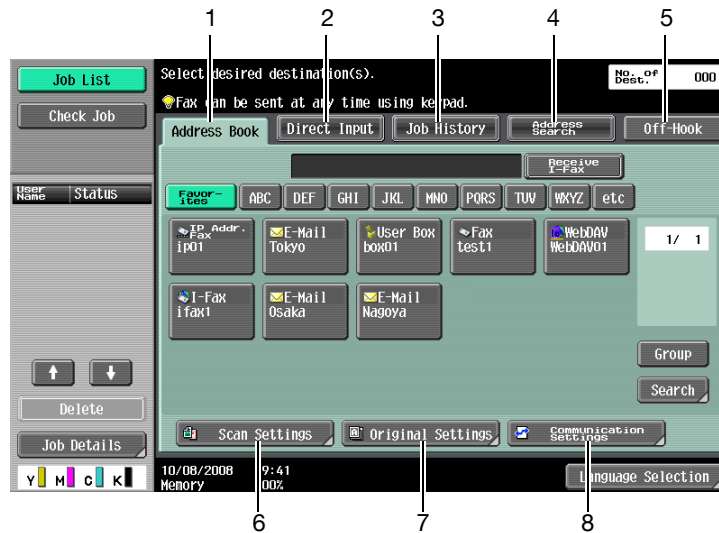 1 2 3 4 5
Job List
Check Job
User Name Status
Delete
Job Details
Y M C K
Select desired destination(s).
No. of Dest. 000
Fax can be sent at any time using keypad.
Address Book Direct Input Job History Address Search Off-Hook
Receive I-Fax
Favor-ites ABC DEF GHI JKL MNO PQRS TUV WXYZ etc
IP Addr. Fax
ip01
E-Mail
Tokyo
User Box
box01
Fax
test1
WebDAV
WebDAV01
1/ 1
I-Fax
ifax1
E-Mail
Osaka
E-Mail
Nagoya
Group
Search
Scan Settings Original Settings Communication Settings
10/08/2008 9:41
Memory 00%
Language Selection
6 7 8